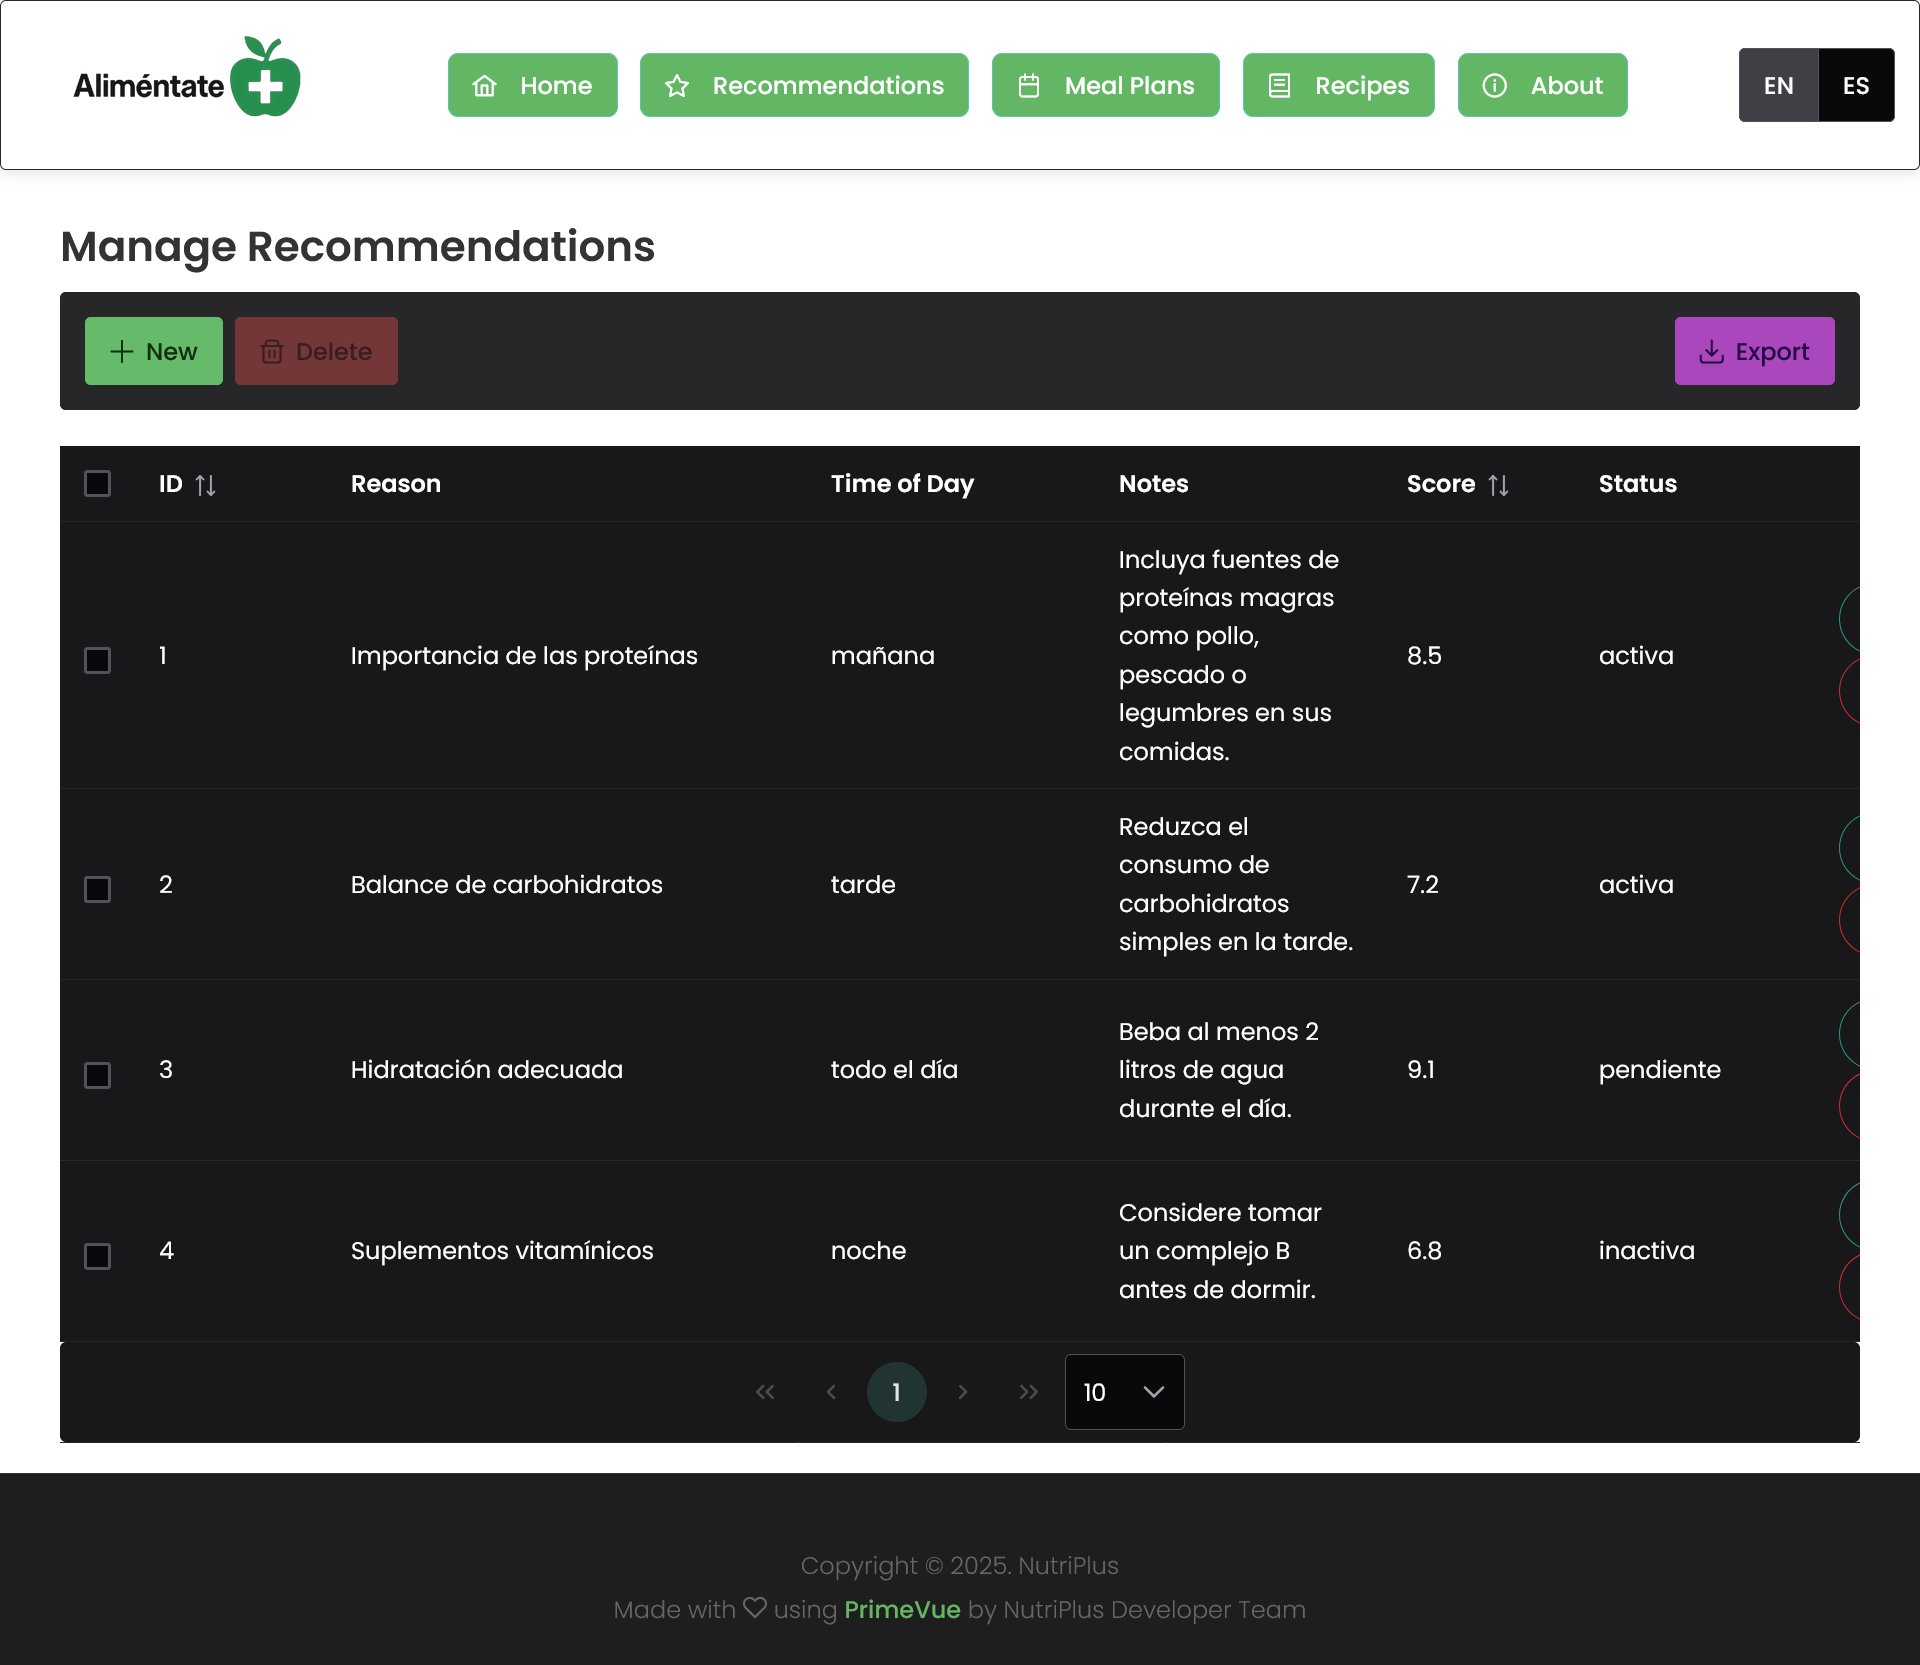 Aliméntate
Home
Recommendations
Meal Plans
Recipes
About
EN
ES
Manage Recommendations
New
Delete
Export
ID
Reason
Time of Day
Notes
Score
Status
1
Importancia de las proteínas
mañana
Incluya fuentes de
proteínas magras
como pollo,
pescado o
legumbres en sus
comidas.
8.5
activa
2
Balance de carbohidratos
tarde
Reduzca el
consumo de
carbohidratos
simples en la tarde.
7.2
activa
3
Hidratación adecuada
todo el día
Beba al menos 2
litros de agua
durante el día.
9.1
pendiente
4
Suplementos vitamínicos
noche
Considere tomar
un complejo B
antes de dormir.
6.8
inactiva
1
10
Copyright © 2025. NutriPlus
Made with ♡ using PrimeVue by NutriPlus Developer Team